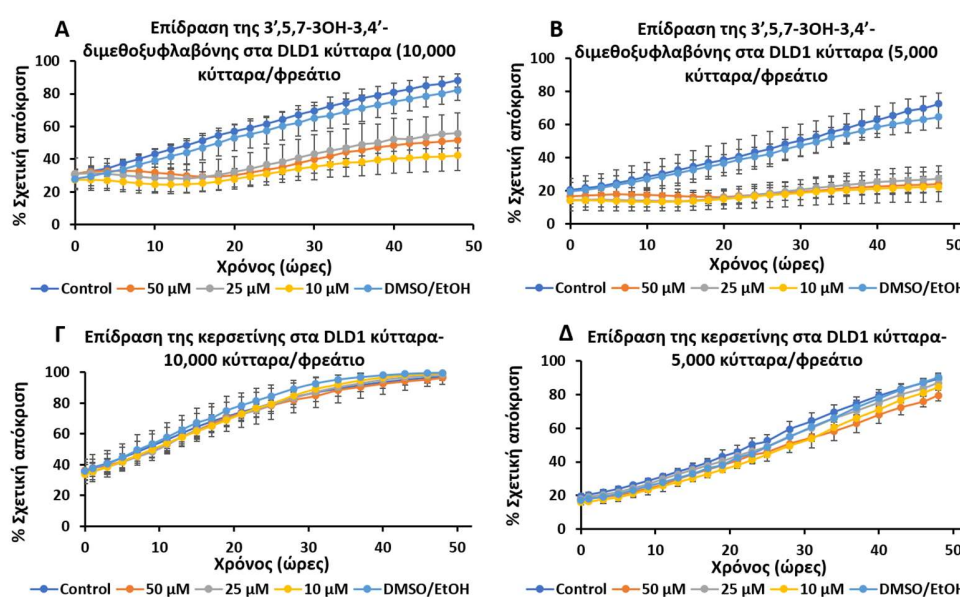 Α
Επίδραση της 3’,5,7-3OH-3,4’-
διμεθοξυφλαβόνης στα DLD1 κύτταρα (10,000
κύτταρα/φρεάτιο
% Σχετική απόκριση
100
80
60
40
20
0
0 10 20 30 40 50
Χρόνος (ώρες)
Control 50 μM 25 μM 10 μM DMSO/EtOH
Β
Επίδραση της 3’,5,7-3OH-3,4’-
διμεθοξυφλαβόνης στα DLD1 κύτταρα (5,000
κύτταρα/φρεάτιο
% Σχετική απόκριση
100
80
60
40
20
0
0 10 20 30 40 50
Χρόνος (ώρες)
Control 50 μM 25 μM 10 μM DMSO/EtOH
Γ
Επίδραση της κερσετίνης στα DLD1 κύτταρα-
10,000 κύτταρα/φρεάτιο
% Σχετική απόκριση
100
80
60
40
20
0
0 10 20 30 40 50
Χρόνος (ώρες)
Control 50 μM 25 μM 10 μM DMSO/EtOH
Δ
Επίδραση της κερσετίνης στα DLD1 κύτταρα-
5,000 κύτταρα/φρεάτιο
% Σχετική απόκριση
100
80
60
40
20
0
0 10 20 30 40 50
Χρόνος (ώρες)
Control 50 μM 25 μM 10 μM DMSO/EtOH